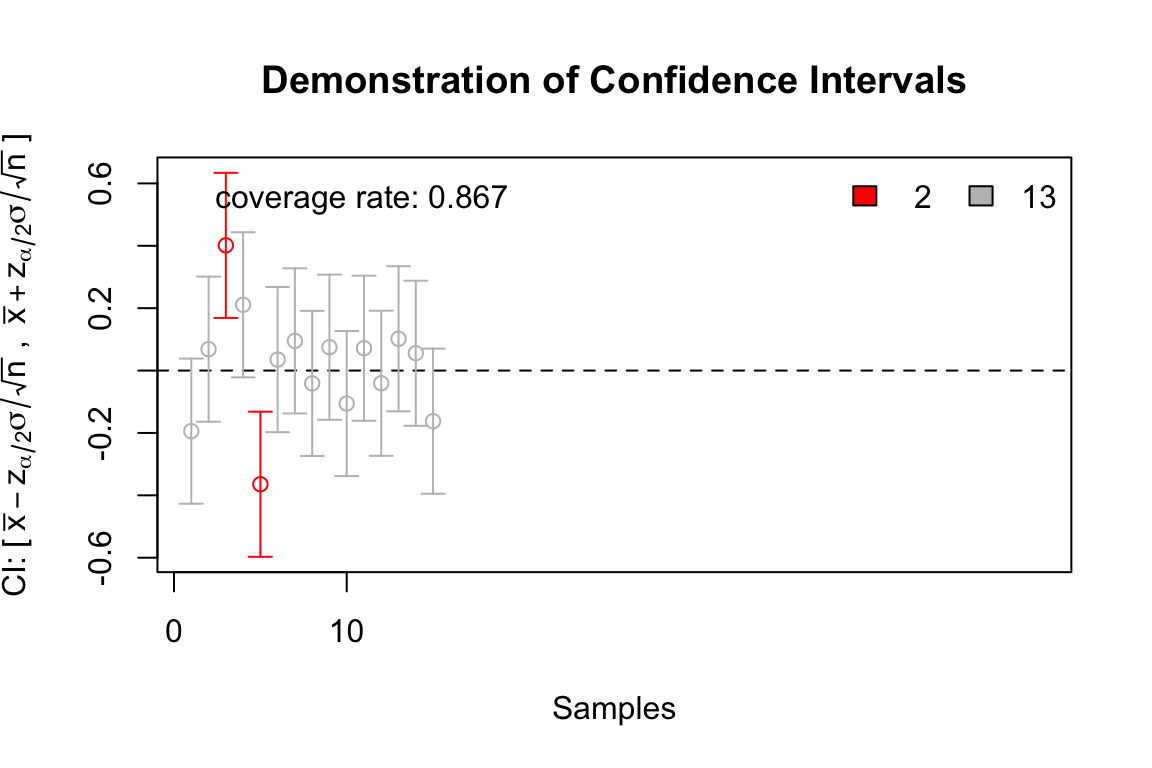 Demonstration of Confidence Intervals
CI: [ x̅ − zα/2σ/√n , x̅ + zα/2σ/√n ]
coverage rate: 0.867
2
13
0.6
0.2
-0.2
-0.6
0
10
Samples